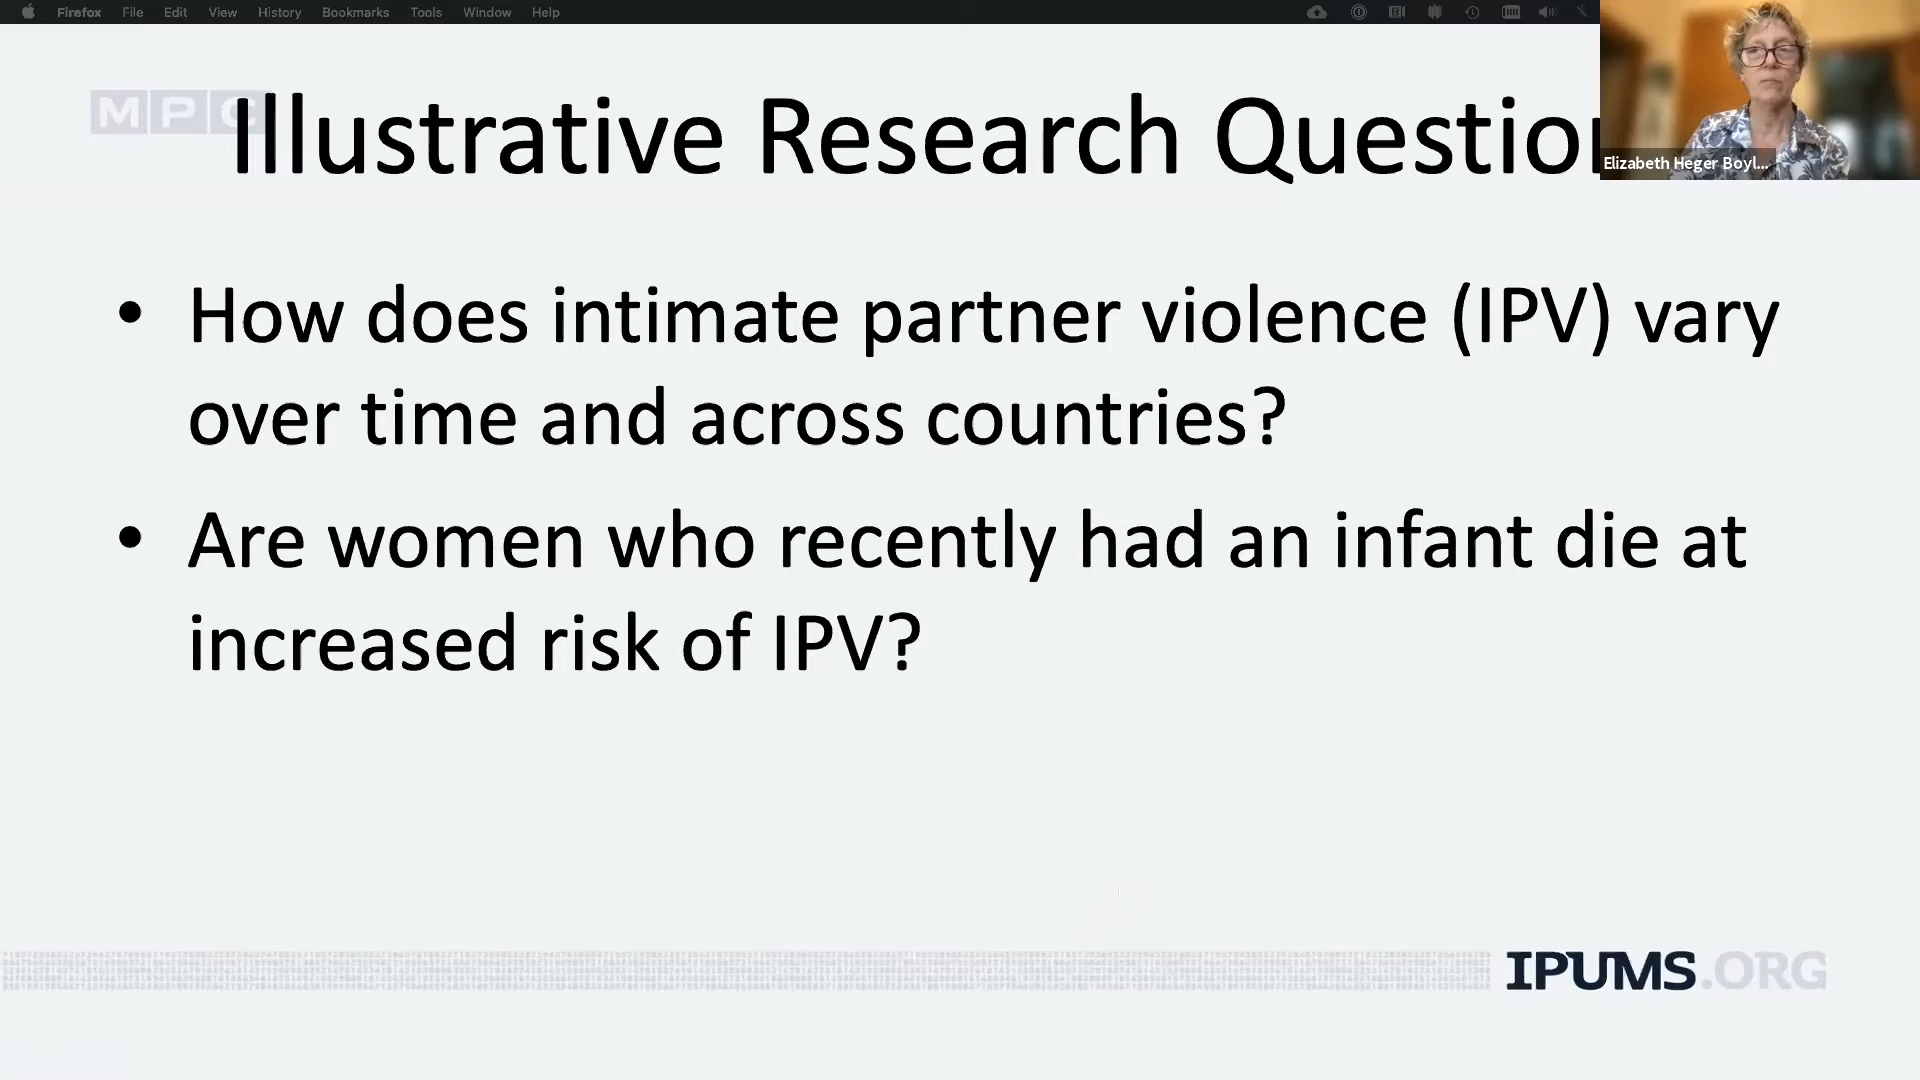 Firefox File Edit View History Bookmarks Tools Window Help
MPC
Illustrative Research Question
Elizabeth Heger Boyl...
• How does intimate partner violence (IPV) vary
over time and across countries?
• Are women who recently had an infant die at
increased risk of IPV?
IPUMS.ORG